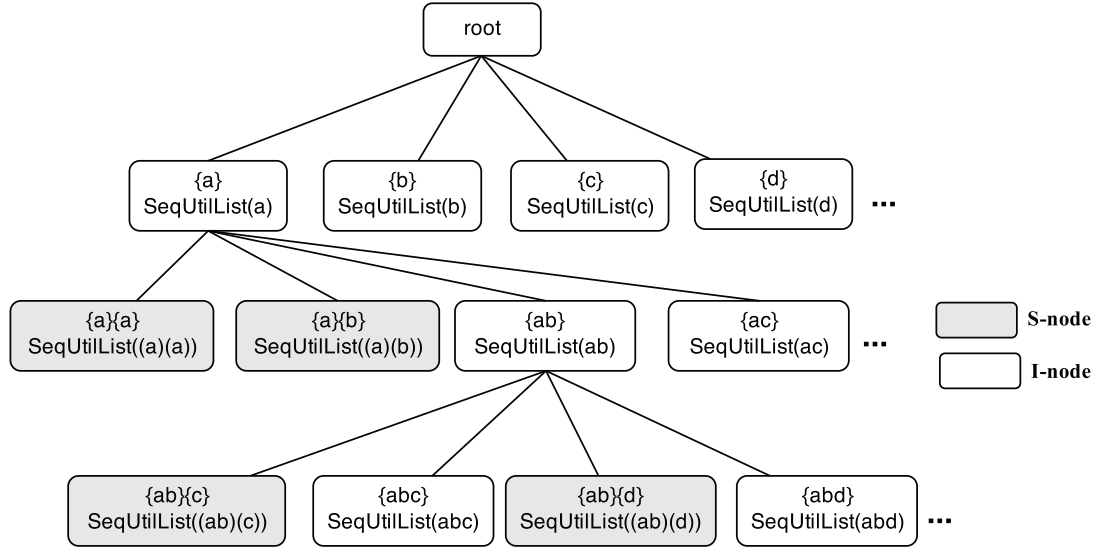 root
{a}
SeqUtilList(a)
{b}
SeqUtilList(b)
{c}
SeqUtilList(c)
{d}
SeqUtilList(d)
...
{a}{a}
SeqUtilList((a)(a))
{a}{b}
SeqUtilList((a)(b))
{ab}
SeqUtilList(ab)
{ac}
SeqUtilList(ac)
...
S-node
I-node
{ab}{c}
SeqUtilList((ab)(c))
{abc}
SeqUtilList(abc)
{ab}{d}
SeqUtilList((ab)(d))
{abd}
SeqUtilList(abd)
...